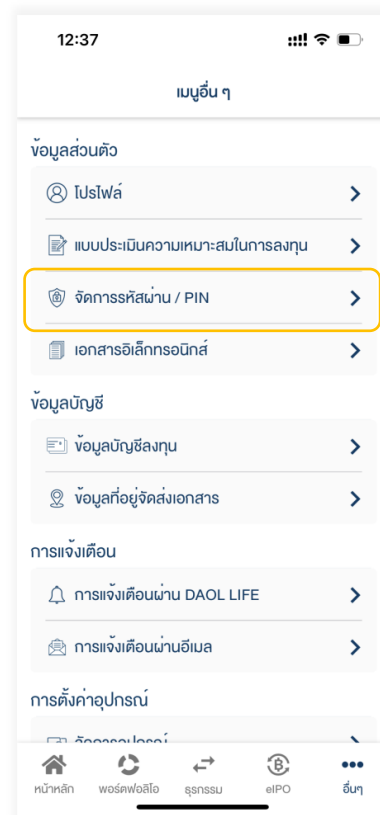 12:37
เมนูอื่น ๆ
ข้อมูลส่วนตัว
โปรไฟล์
แบบประเมินความเหมาะสมในการลงทุน
จัดการรหัสผ่าน / PIN
เอกสารอิเล็กทรอนิกส์
ข้อมูลบัญชี
ข้อมูลบัญชีลงทุน
ข้อมูลที่อยู่จัดส่งเอกสาร
การแจ้งเตือน
การแจ้งเตือนผ่าน DAOL LIFE
การแจ้งเตือนผ่านอีเมล
การตั้งค่าอุปกรณ์
จัดการอุปกรณ์
หน้าหลัก พอร์ตฟอลิโอ ธุรกรรม eIPO อื่นๆ